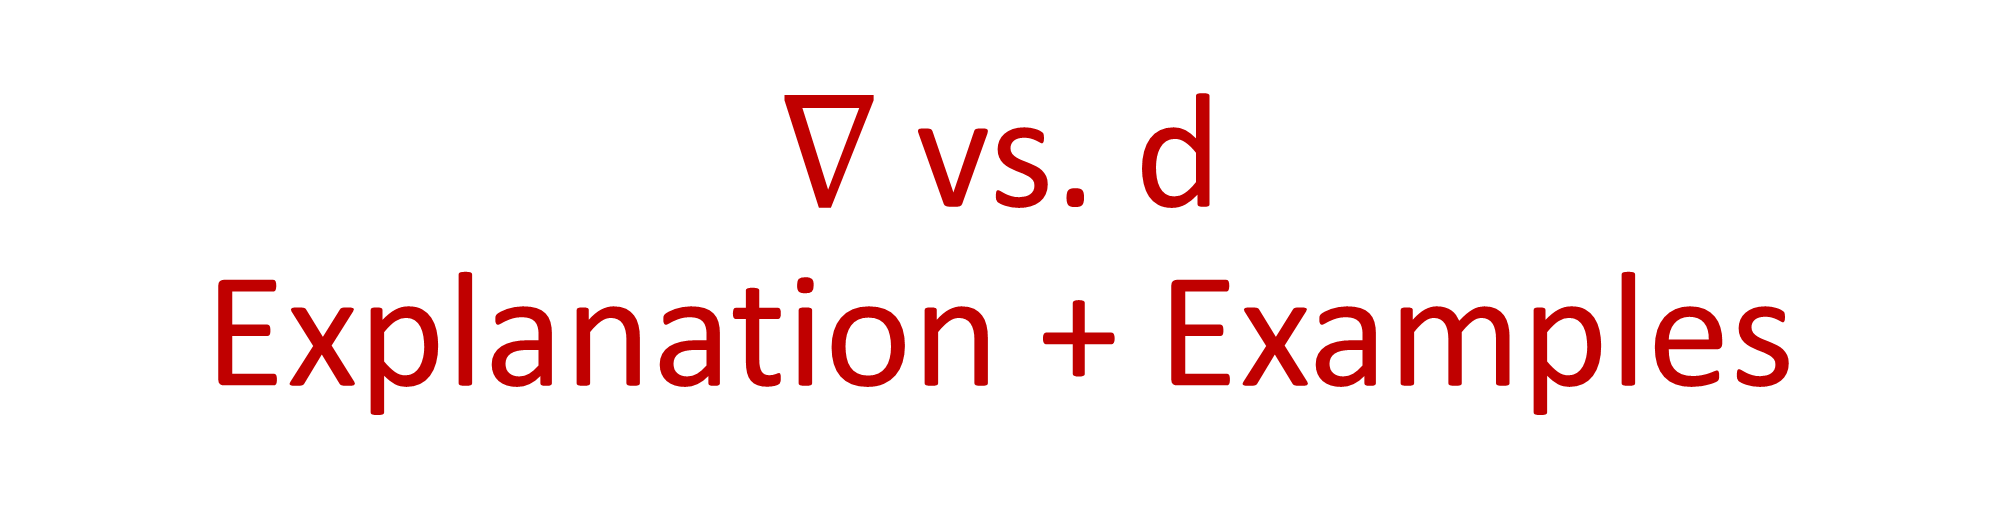 ∇ vs. d
Explanation + Examples